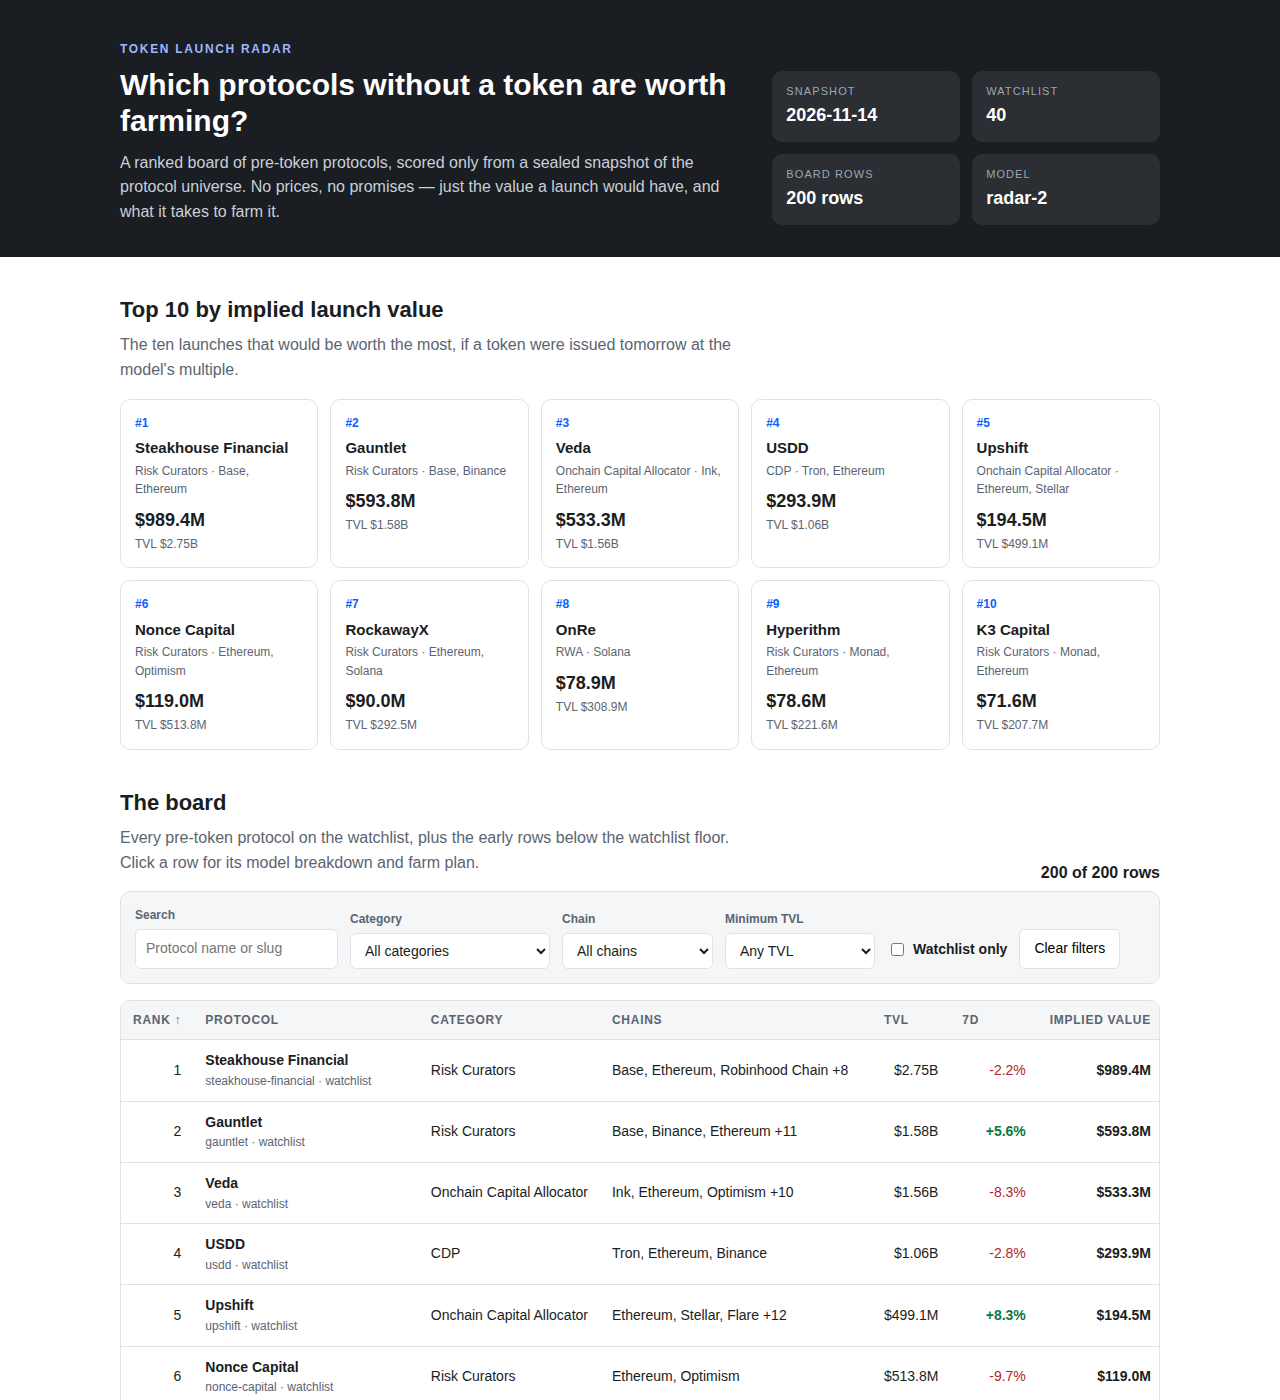 TOKEN LAUNCH RADAR
Which protocols without a token are worth
farming?
A ranked board of pre-token protocols, scored only from a sealed snapshot of the
protocol universe. No prices, no promises — just the value a launch would have, and
what it takes to farm it.
SNAPSHOT
2026-11-14
WATCHLIST
40
BOARD ROWS
200 rows
MODEL
radar-2
Top 10 by implied launch value
The ten launches that would be worth the most, if a token were issued tomorrow at the
model's multiple.
#1
Steakhouse Financial
Risk Curators · Base,
Ethereum
$989.4M
TVL $2.75B
#2
Gauntlet
Risk Curators · Base, Binance
$593.8M
TVL $1.58B
#3
Veda
Onchain Capital Allocator · Ink,
Ethereum
$533.3M
TVL $1.56B
#4
USDD
CDP · Tron, Ethereum
$293.9M
TVL $1.06B
#5
Upshift
Onchain Capital Allocator ·
Ethereum, Stellar
$194.5M
TVL $499.1M
#6
Nonce Capital
Risk Curators · Ethereum,
Optimism
$119.0M
TVL $513.8M
#7
RockawayX
Risk Curators · Ethereum,
Solana
$90.0M
TVL $292.5M
#8
OnRe
RWA · Solana
$78.9M
TVL $308.9M
#9
Hyperithm
Risk Curators · Monad,
Ethereum
$78.6M
TVL $221.6M
#10
K3 Capital
Risk Curators · Monad,
Ethereum
$71.6M
TVL $207.7M
The board
Every pre-token protocol on the watchlist, plus the early rows below the watchlist floor.
Click a row for its model breakdown and farm plan.
200 of 200 rows
Search
Protocol name or slug
Category
All categories
Chain
All chains
Minimum TVL
Any TVL
Watchlist only
Clear filters
RANK ↑ PROTOCOL CATEGORY CHAINS TVL 7D IMPLIED VALUE
1 Steakhouse Financial Risk Curators Base, Ethereum, Robinhood Chain +8 $2.75B -2.2% $989.4M
steakhouse-financial · watchlist
2 Gauntlet Risk Curators Base, Binance, Ethereum +11 $1.58B +5.6% $593.8M
gauntlet · watchlist
3 Veda Onchain Capital Allocator Ink, Ethereum, Optimism +10 $1.56B -8.3% $533.3M
veda · watchlist
4 USDD CDP Tron, Ethereum, Binance $1.06B -2.8% $293.9M
usdd · watchlist
5 Upshift Onchain Capital Allocator Ethereum, Stellar, Flare +12 $499.1M +8.3% $194.5M
upshift · watchlist
6 Nonce Capital Risk Curators Ethereum, Optimism $513.8M -9.7% $119.0M
nonce-capital · watchlist